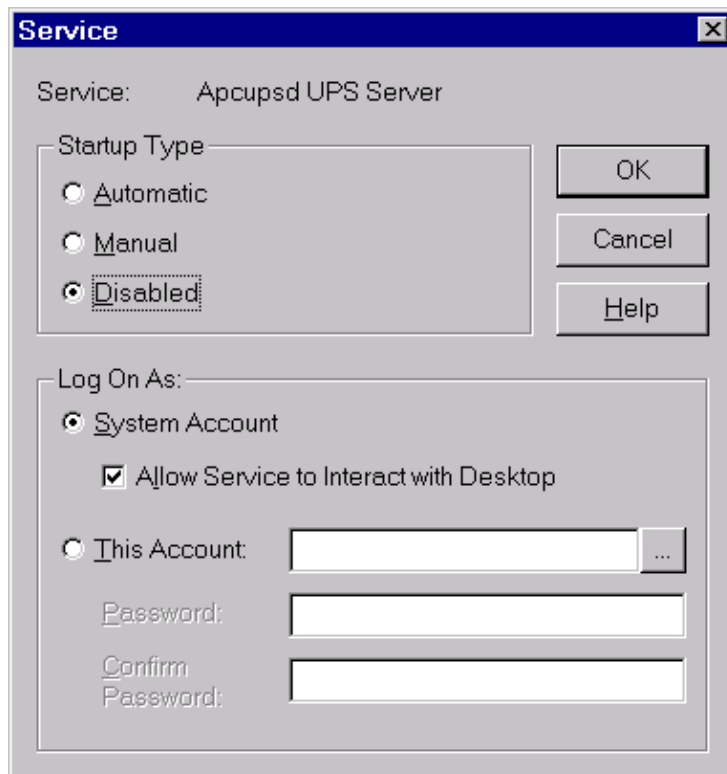 Service
Service: Apcupsd UPS Server
Startup Type
Automatic
Manual
Disabled
OK
Cancel
Help
Log On As:
System Account
Allow Service to Interact with Desktop
This Account:
...
Password:
Confirm
Password: